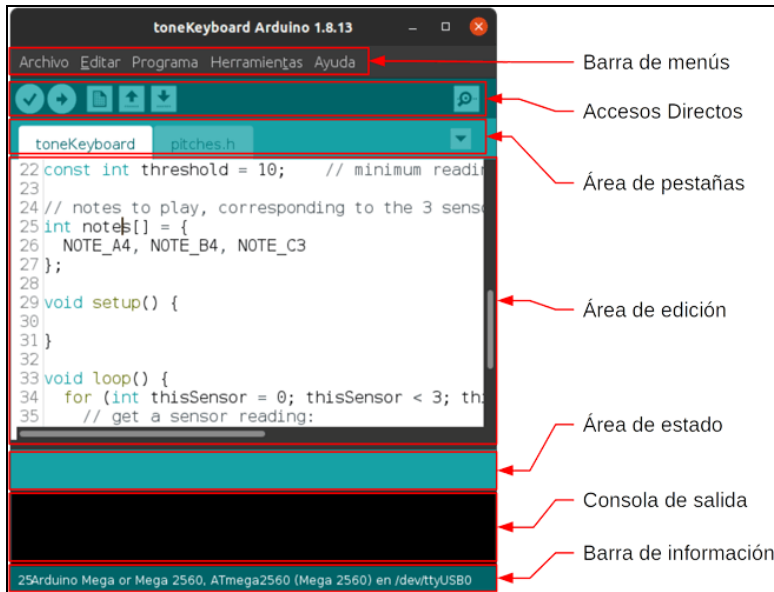 toneKeyboard Arduino 1.8.13
Archivo Editar Programa Herramientas Ayuda
Barra de menús
Accesos Directos
toneKeyboard pitches.h
Área de pestañas
22 const int threshold = 10; // minimum readin
23
24 // notes to play, corresponding to the 3 senso
25 int notes[] = {
26 NOTE_A4, NOTE_B4, NOTE_C3
27 };
28
29 void setup() {
30
31 }
32
33 void loop() {
34 for (int thisSensor = 0; thisSensor < 3; thi
35 // get a sensor reading:
Área de edición
Área de estado
Consola de salida
Barra de información
25Arduino Mega or Mega 2560, ATmega2560 (Mega 2560) en /dev/ttyUSB0